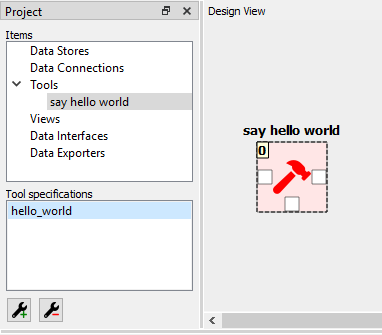 Project
Items
Data Stores
Data Connections
Tools
say hello world
Views
Data Interfaces
Data Exporters
Tool specifications
hello_world
Design View
say hello world
0